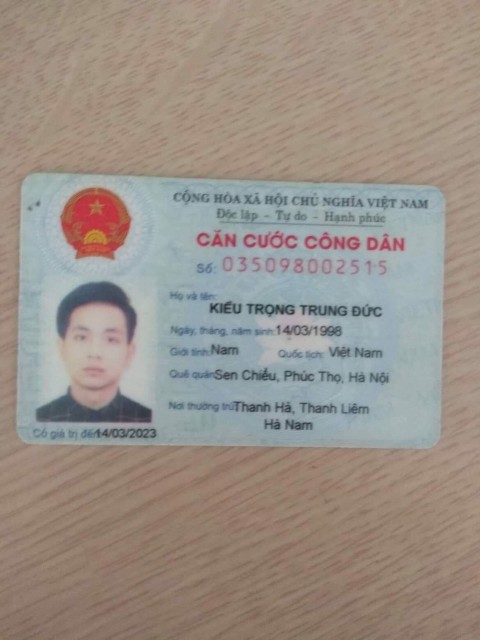 CỘNG HÒA XÃ HỘI CHỦ NGHĨA VIỆT NAM
Độc lập - Tự do - Hạnh phúc
CĂN CƯỚC CÔNG DÂN
Số: 035098002515
Họ và tên:
KIỀU TRỌNG TRUNG ĐỨC
Ngày, tháng, năm sinh: 14/03/1998
Giới tính: Nam Quốc tịch: Việt Nam
Quê quán: Sen Chiểu, Phúc Thọ, Hà Nội
Nơi thường trú: Thanh Hà, Thanh Liêm
Hà Nam
Có giá trị đến: 14/03/2023